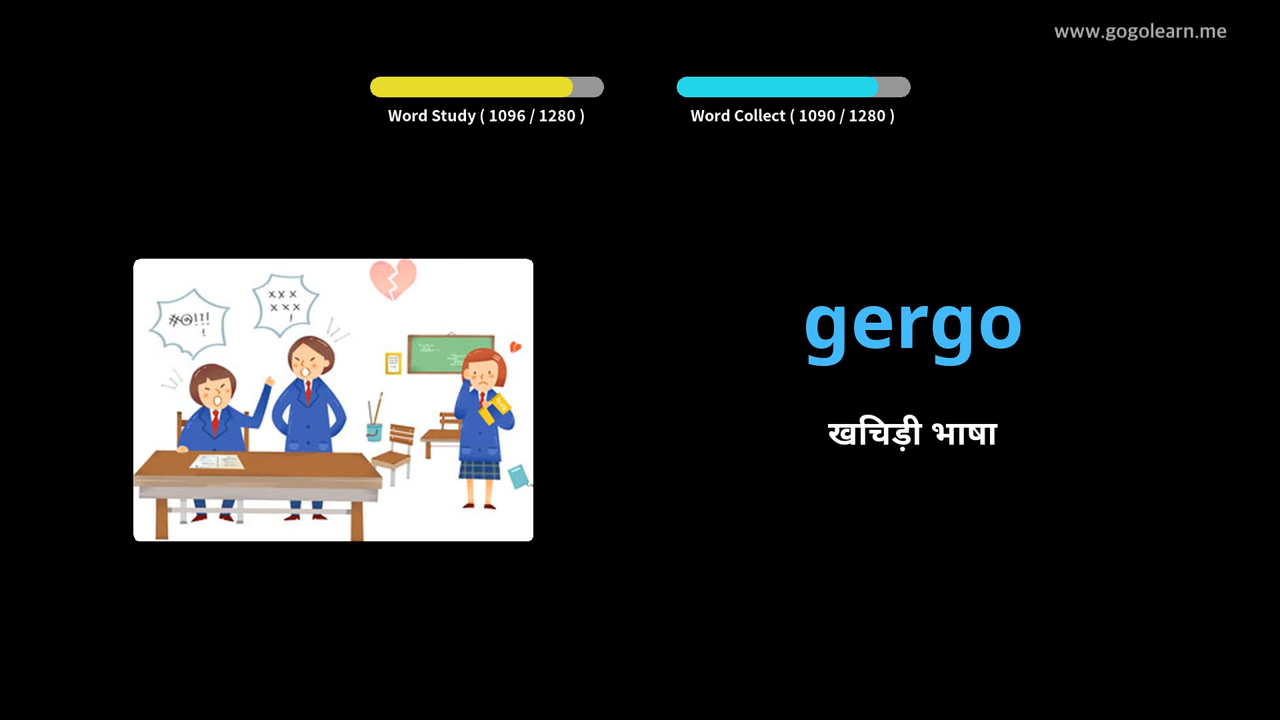 www.gogolearn.me
Word Study ( 1096 / 1280 )
Word Collect ( 1090 / 1280 )
#@!!!
!
x x x
x x x
!
gergo
खचिड़ी भाषा